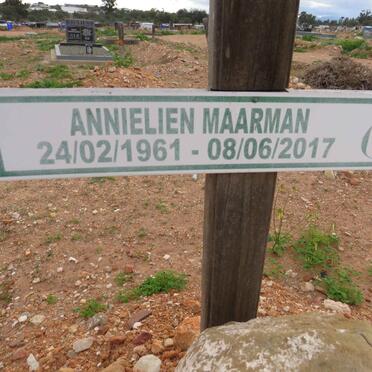 ANNIELIEN MAARMAN
24/02/1961 - 08/06/2017